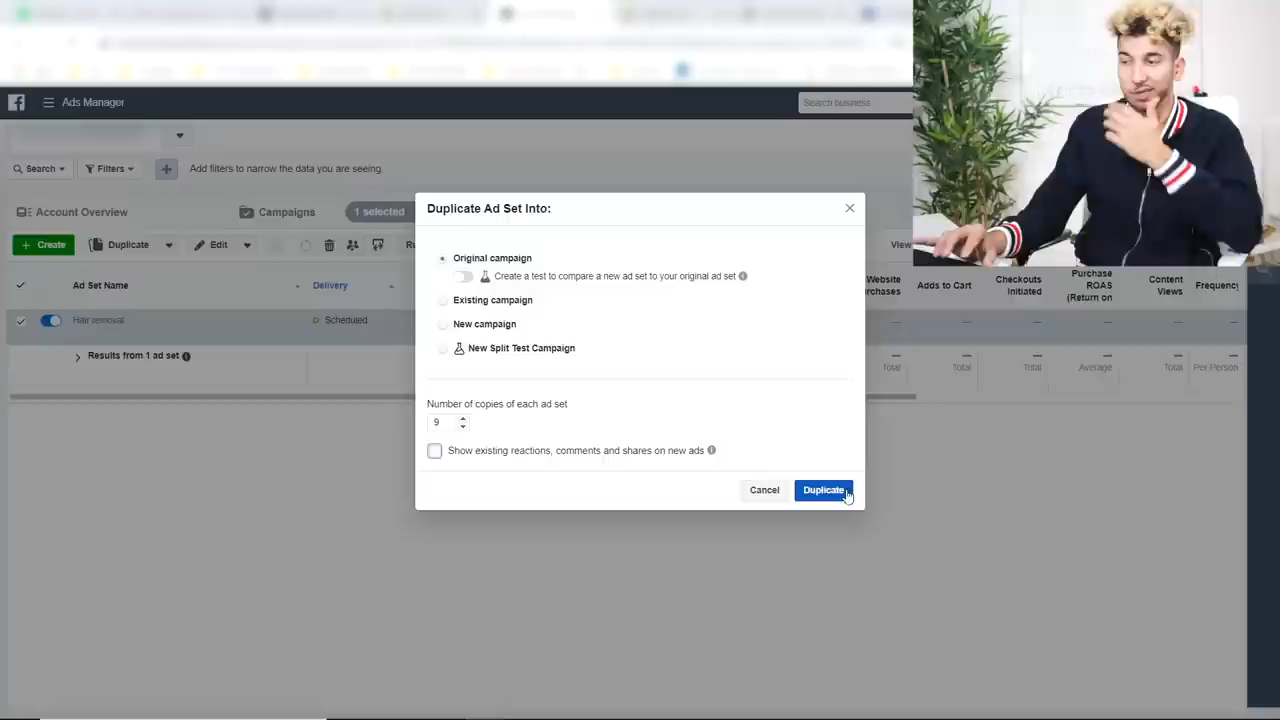 Ads Manager
Search business
Search
Filters
Add filters to narrow the data you are seeing.
Account Overview
Campaigns
1 selected
+ Create
Duplicate
Edit
Ru
View
Ad Set Name
Delivery
Website
rchases
Adds to Cart
Checkouts
Initiated
Purchase
ROAS
(Return on
Content
Views
Frequency
Hair removal
Scheduled
Results from 1 ad set
Total
Total
Total
Average
Total
Per Person
Duplicate Ad Set Into:
Original campaign
Create a test to compare a new ad set to your original ad set
Existing campaign
New campaign
New Split Test Campaign
Number of copies of each ad set
9
Show existing reactions, comments and shares on new ads
Cancel
Duplicate